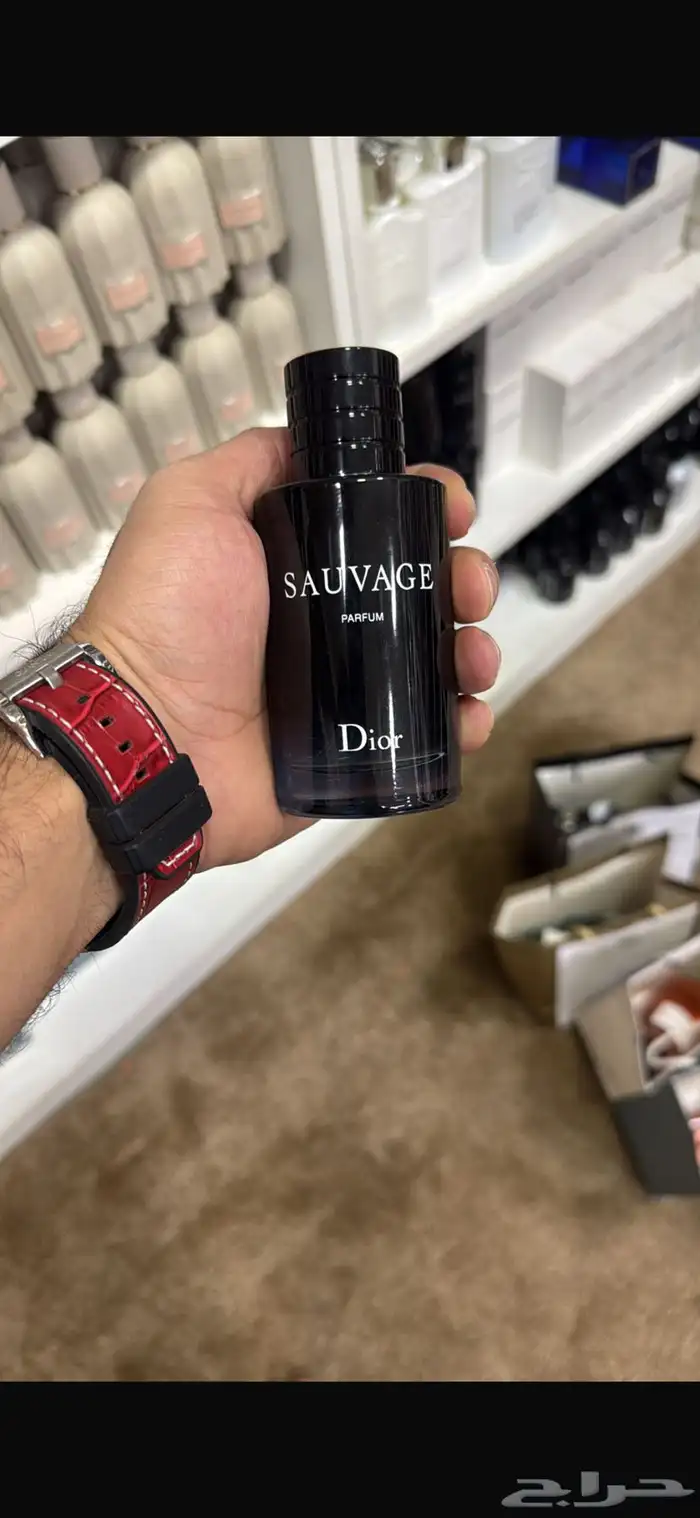 SAUVAGE
PARFUM
Dior
حراج